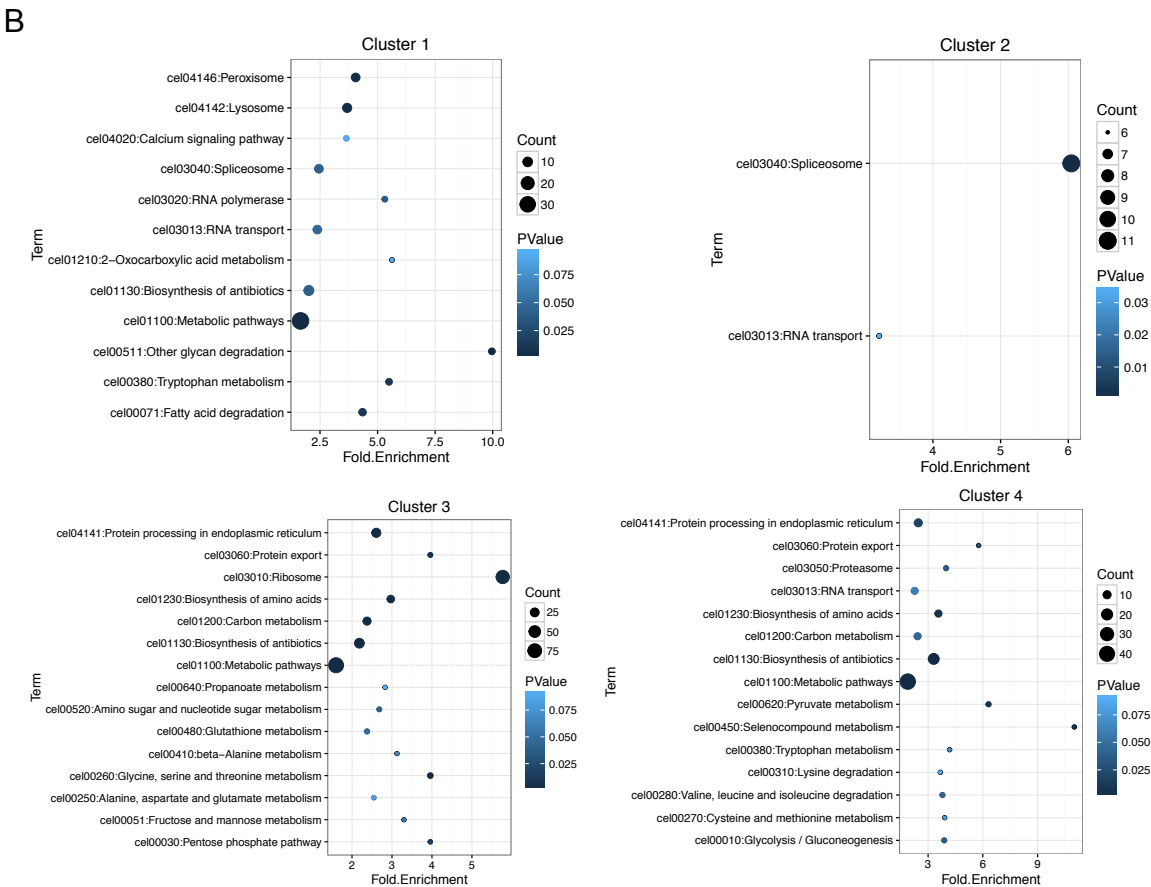 B
Cluster 1
Term
cel04146:Peroxisome
cel04142:Lysosome
cel04020:Calcium signaling pathway
cel03040:Spliceosome
cel03020:RNA polymerase
cel03013:RNA transport
cel01210:2−Oxocarboxylic acid metabolism
cel01130:Biosynthesis of antibiotics
cel01100:Metabolic pathways
cel00511:Other glycan degradation
cel00380:Tryptophan metabolism
cel00071:Fatty acid degradation
2.5 5.0 7.5 10.0
Fold.Enrichment
Count
10
20
30
PValue
0.075
0.050
0.025
Cluster 2
Term
cel03040:Spliceosome
cel03013:RNA transport
4 5 6
Fold.Enrichment
Count
6
7
8
9
10
11
PValue
0.03
0.02
0.01
Cluster 3
Term
cel04141:Protein processing in endoplasmic reticulum
cel03060:Protein export
cel03010:Ribosome
cel01230:Biosynthesis of amino acids
cel01200:Carbon metabolism
cel01130:Biosynthesis of antibiotics
cel01100:Metabolic pathways
cel00640:Propanoate metabolism
cel00520:Amino sugar and nucleotide sugar metabolism
cel00480:Glutathione metabolism
cel00410:beta−Alanine metabolism
cel00260:Glycine, serine and threonine metabolism
cel00250:Alanine, aspartate and glutamate metabolism
cel00051:Fructose and mannose metabolism
cel00030:Pentose phosphate pathway
2 3 4 5
Fold.Enrichment
Count
25
50
75
PValue
0.075
0.050
0.025
Cluster 4
Term
cel04141:Protein processing in endoplasmic reticulum
cel03060:Protein export
cel03050:Proteasome
cel03013:RNA transport
cel01230:Biosynthesis of amino acids
cel01200:Carbon metabolism
cel01130:Biosynthesis of antibiotics
cel01100:Metabolic pathways
cel00620:Pyruvate metabolism
cel00450:Selenocompound metabolism
cel00380:Tryptophan metabolism
cel00310:Lysine degradation
cel00280:Valine, leucine and isoleucine degradation
cel00270:Cysteine and methionine metabolism
cel00010:Glycolysis / Gluconeogenesis
3 6 9
Fold.Enrichment
Count
10
20
30
40
PValue
0.075
0.050
0.025